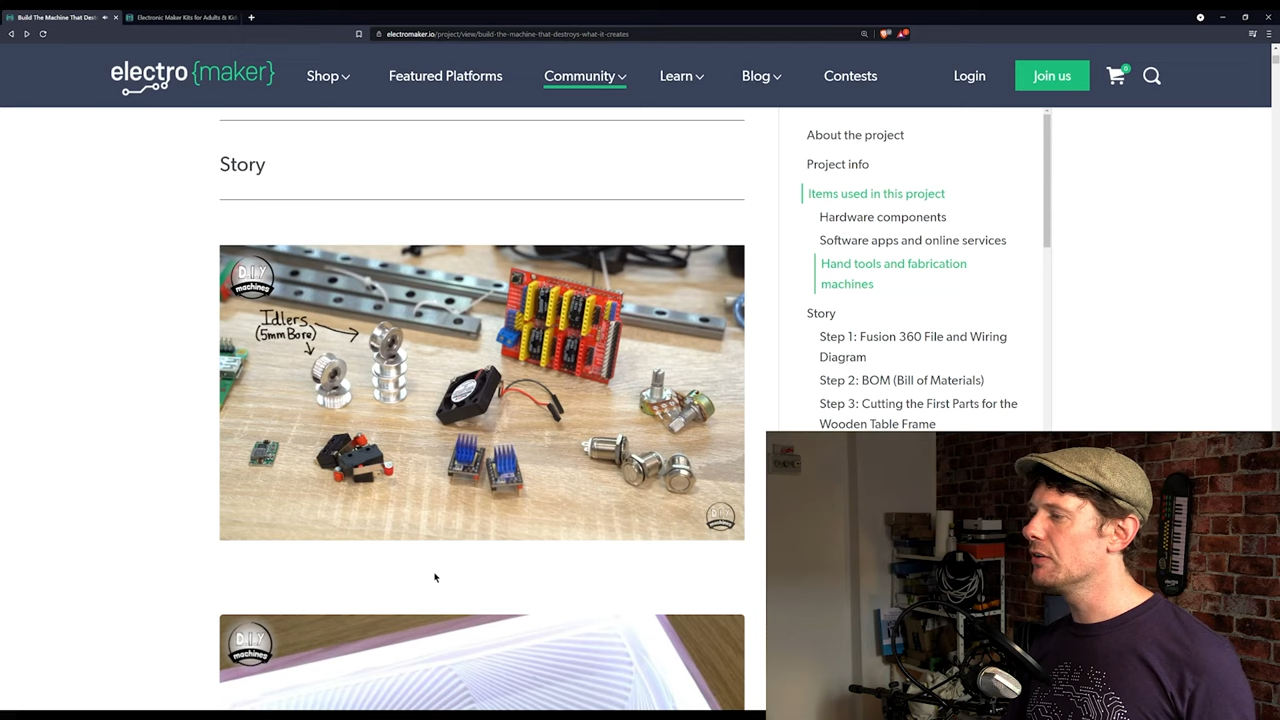 Build The Machine That Dest
Electronic Maker Kits for Adults & Kid
electromaker.io/project/view/build-the-machine-that-destroys-what-it-creates
electro {maker}
Shop
Featured Platforms
Community
Learn
Blog
Contests
Login
Join us
0
Story
About the project
Project info
Items used in this project
Hardware components
Software apps and online services
Hand tools and fabrication
machines
Story
Step 1: Fusion 360 File and Wiring
Diagram
Step 2: BOM (Bill of Materials)
Step 3: Cutting the First Parts for the
Wooden Table Frame
D.I.Y
machines
Idlers
(5mm Bore)
D.I.Y
machines
D.I.Y
machines